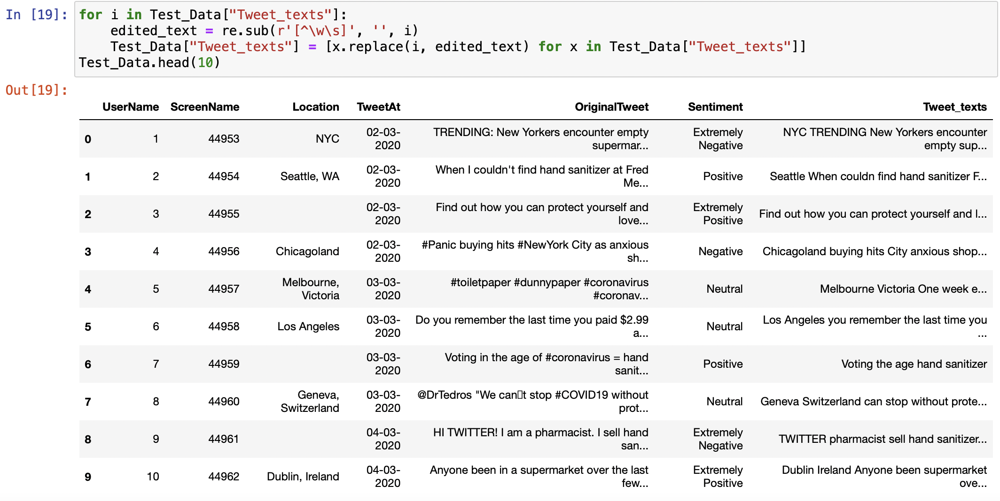 In [19]: for i in Test_Data["Tweet_texts"]:
edited_text = re.sub(r'[^\w\s]', '', i)
Test_Data["Tweet_texts"] = [x.replace(i, edited_text) for x in Test_Data["Tweet_texts"]]
Test_Data.head(10)
Out[19]:
UserName ScreenName Location TweetAt OriginalTweet Sentiment Tweet_texts
0 1 44953 NYC 02-03-2020 TRENDING: New Yorkers encounter empty supermar... Extremely Negative NYC TRENDING New Yorkers encounter empty sup...
1 2 44954 Seattle, WA 02-03-2020 When I couldn't find hand sanitizer at Fred Me... Positive Seattle When couldn find hand sanitizer F...
2 3 44955 02-03-2020 Find out how you can protect yourself and love... Extremely Positive Find out how you can protect yourself and l...
3 4 44956 Chicagoland 02-03-2020 #Panic buying hits #NewYork City as anxious sh... Negative Chicagoland buying hits City anxious shop...
4 5 44957 Melbourne, Victoria 03-03-2020 #toiletpaper #dunnypaper #coronavirus #coronav... Neutral Melbourne Victoria One week e...
5 6 44958 Los Angeles 03-03-2020 Do you remember the last time you paid $2.99 a... Neutral Los Angeles you remember the last time you ...
6 7 44959 03-03-2020 Voting in the age of #coronavirus = hand sanit... Positive Voting the age hand sanitizer
7 8 44960 Geneva, Switzerland 03-03-2020 @DrTedros "We can▯t stop #COVID19 without prot... Neutral Geneva Switzerland can stop without prote...
8 9 44961 04-03-2020 HI TWITTER! I am a pharmacist. I sell hand san... Extremely Negative TWITTER pharmacist sell hand sanitizer...
9 10 44962 Dublin, Ireland 04-03-2020 Anyone been in a supermarket over the last few... Extremely Positive Dublin Ireland Anyone been supermarket ove...